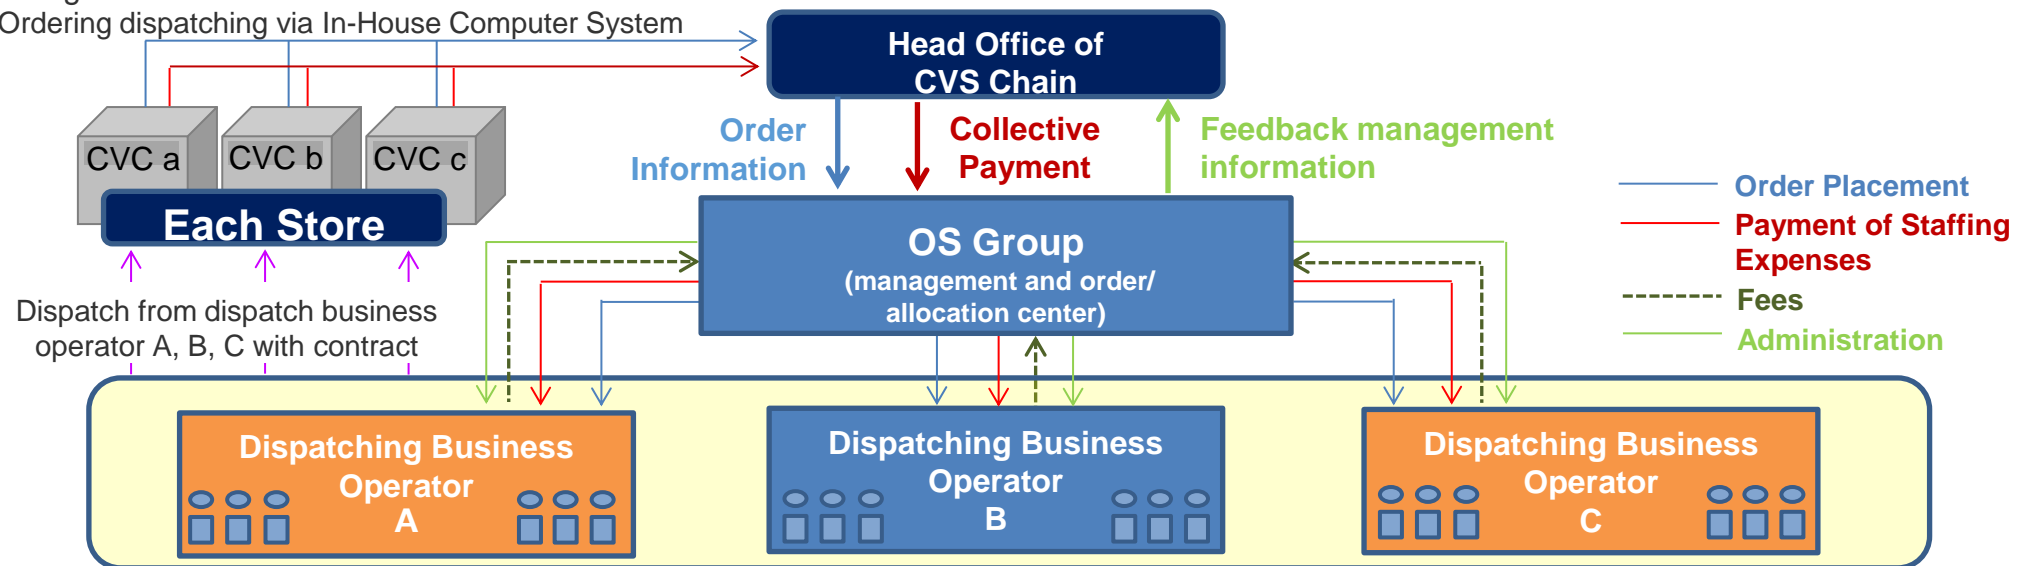 Ordering dispatching via In-House Computer System
Head Office of
CVS Chain
CVC a
CVC b
CVC c
Each Store
Order
Information
Collective
Payment
Feedback management
information
Order Placement
Payment of Staffing
Expenses
Fees
Administration
OS Group
(management and order/
allocation center)
Dispatch from dispatch business
operator A, B, C with contract
Dispatching Business
Operator
A
Dispatching Business
Operator
B
Dispatching Business
Operator
C